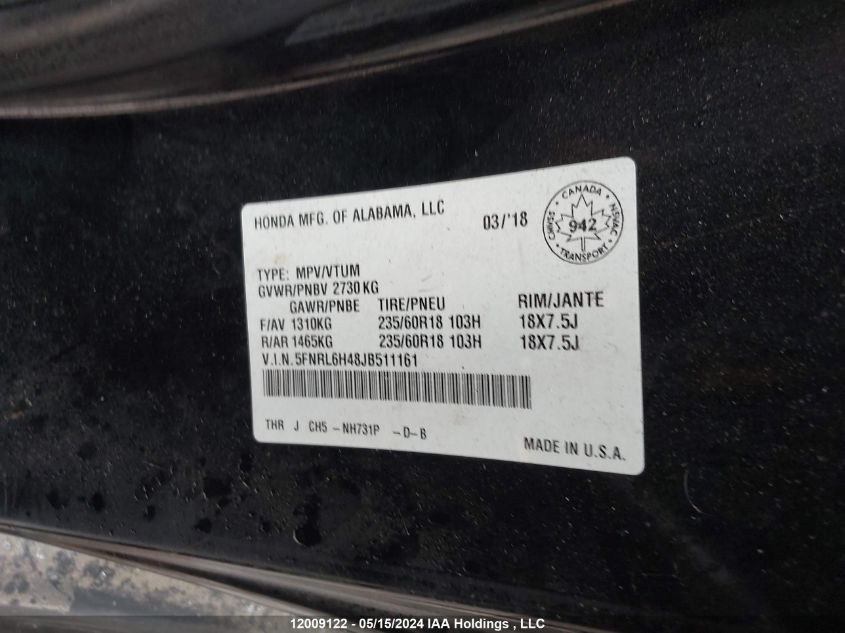 HONDA MFG. OF ALABAMA, LLC 03/'18
CANADA
CMVSS NSVAC
942
TRANSPORT
TYPE: MPV/VTUM
GVWR/PNBV 2730 KG
GAWR/PNBE TIRE/PNEU RIM/JANTE
F/AV 1310KG 235/60R18 103H 18X7.5J
R/AR 1465KG 235/60R18 103H 18X7.5J
V.I.N. 5FNRL6H48JB511161
THR J CH5 -NH731P -D-B
MADE IN U.S.A.
12009122 - 05/15/2024 IAA Holdings , LLC